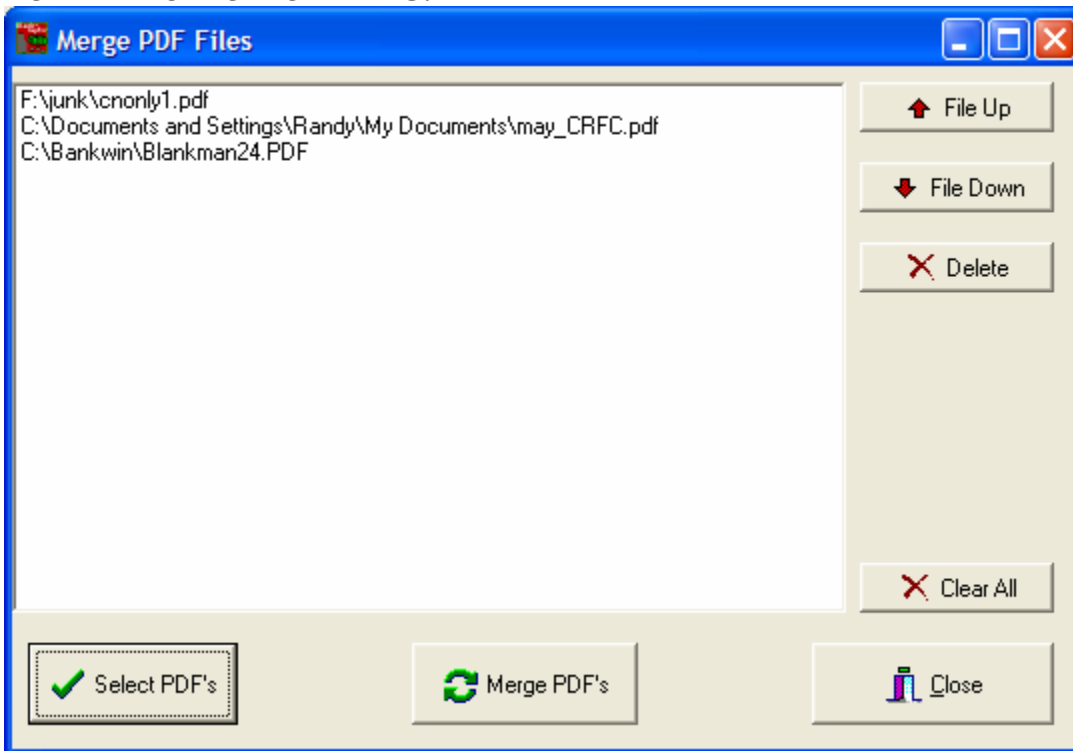 Merge PDF Files
F:\junk\cnonly1.pdf
C:\Documents and Settings\Randy\My Documents\may_CRFC.pdf
C:\Bankwin\Blankman24.PDF
File Up
File Down
Delete
Clear All
Select PDF's
Merge PDF's
Close